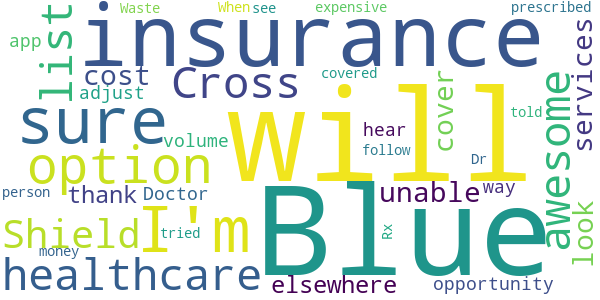 Waste When see expensive prescribed
insurance
app list
cost Cross covered
adjust
sure will cover awesome services
volume hear told
option follow Dr
person thank Doctor unable way
Shield I'm Blue look
tried Rx
money
healthcare elsewhere opportunity